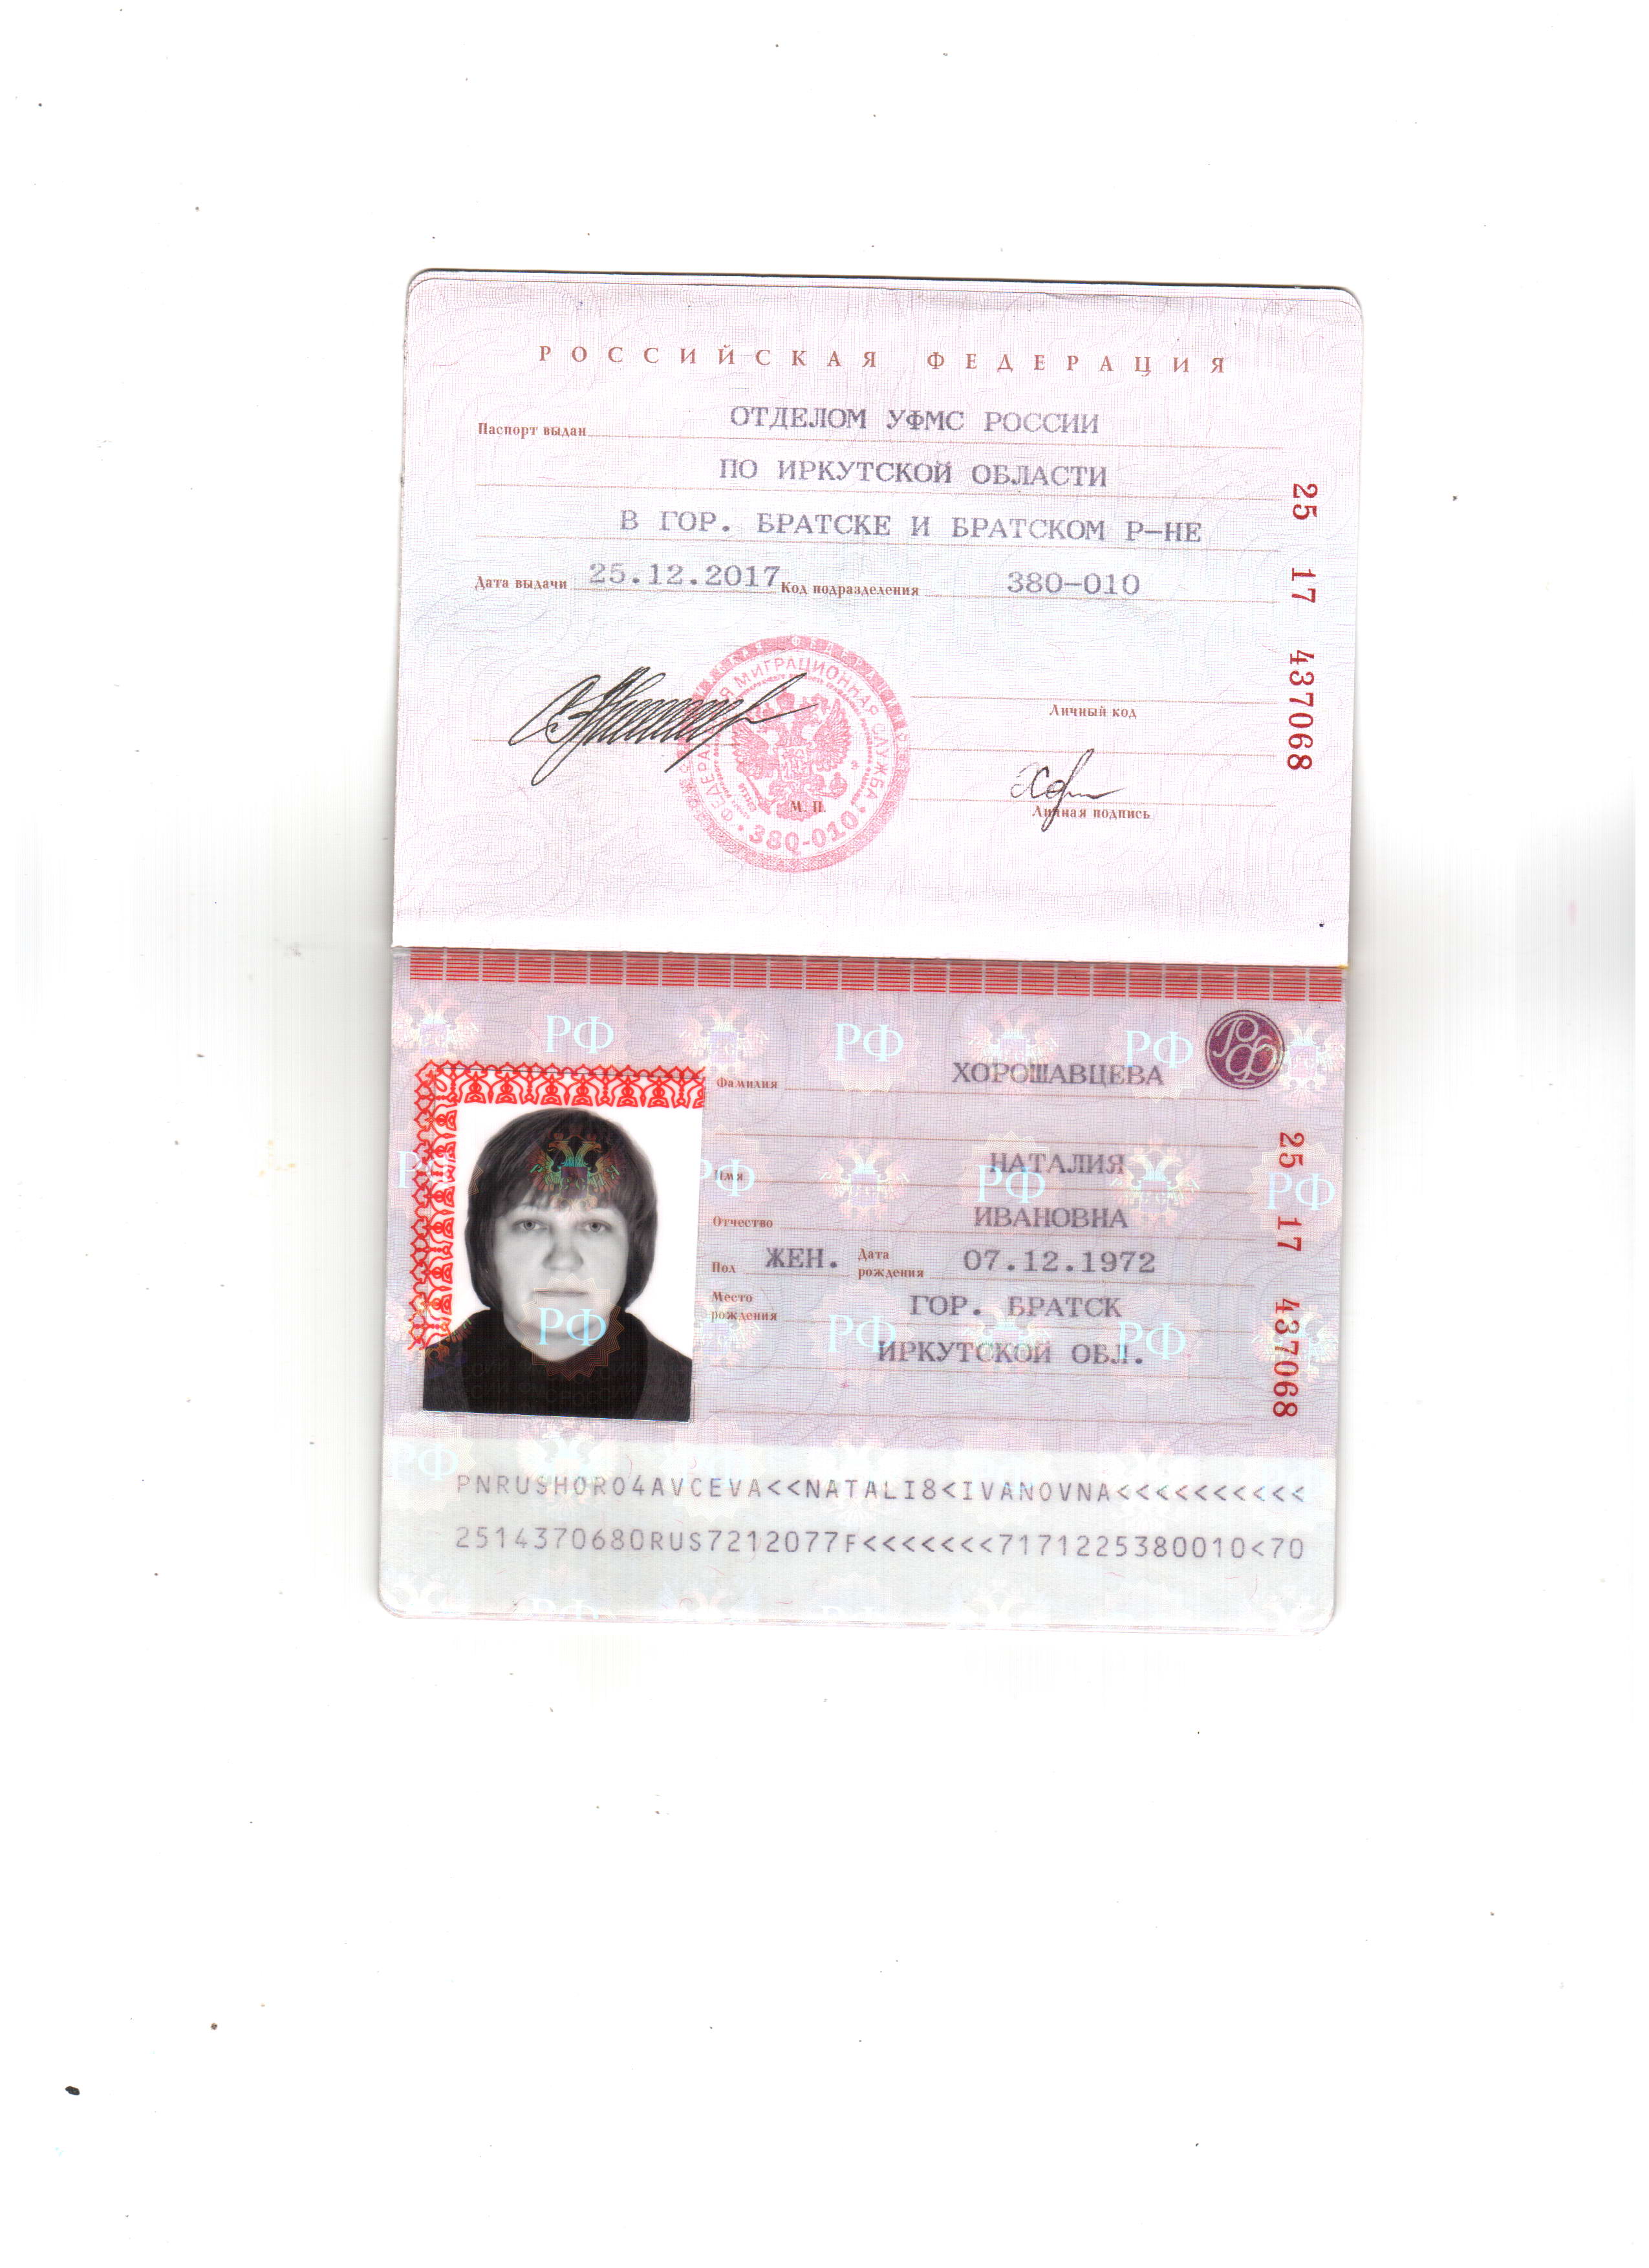 РОССИЙСКАЯ ФЕДЕРАЦИЯ
Паспорт выдан ОТДЕЛОМ УФМС РОССИИ
ПО ИРКУТСКОЙ ОБЛАСТИ
В ГОР. БРАТСКЕ И БРАТСКОМ Р-НЕ
Дата выдачи 25.12.2017 Код подразделения 380-010
25 17 437068
ФЕДЕРАЛЬНАЯ МИГРАЦИОННАЯ СЛУЖБА
380-010
М. П.
Личный код
Личная подпись
РФ РФ РФ РФ
Фамилия ХОРОШАВЦЕВА
Имя НАТАЛИЯ
Отчество ИВАНОВНА
Пол ЖЕН. Дата рождения 07.12.1972
Место рождения ГОР. БРАТСК
ИРКУТСКОЙ ОБЛ.
25 17 437068
PNRUSHORO4AVCEVA<<NATALI8<IVANOVNA<<<<<<<<<<
2514370680RUS7212077F<<<<<<<7171225380010<70